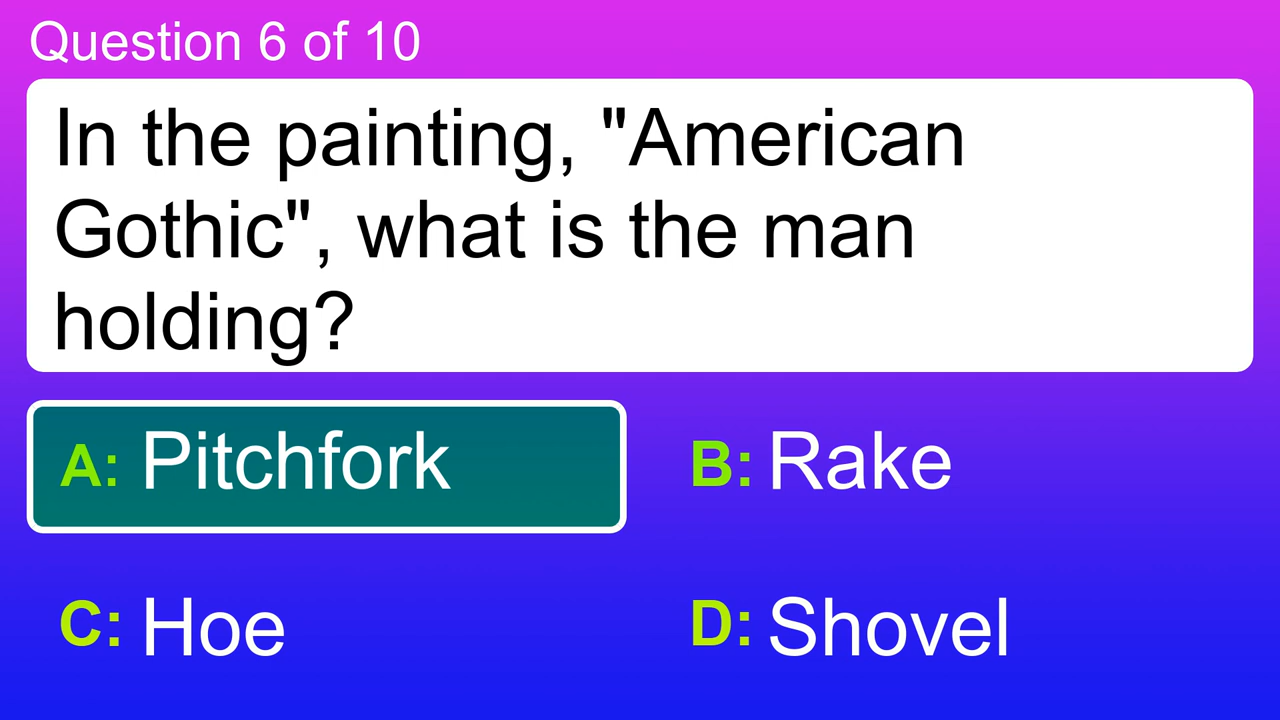 Question 6 of 10
In the painting, "American
Gothic", what is the man
holding?
A: Pitchfork
B: Rake
C: Hoe
D: Shovel